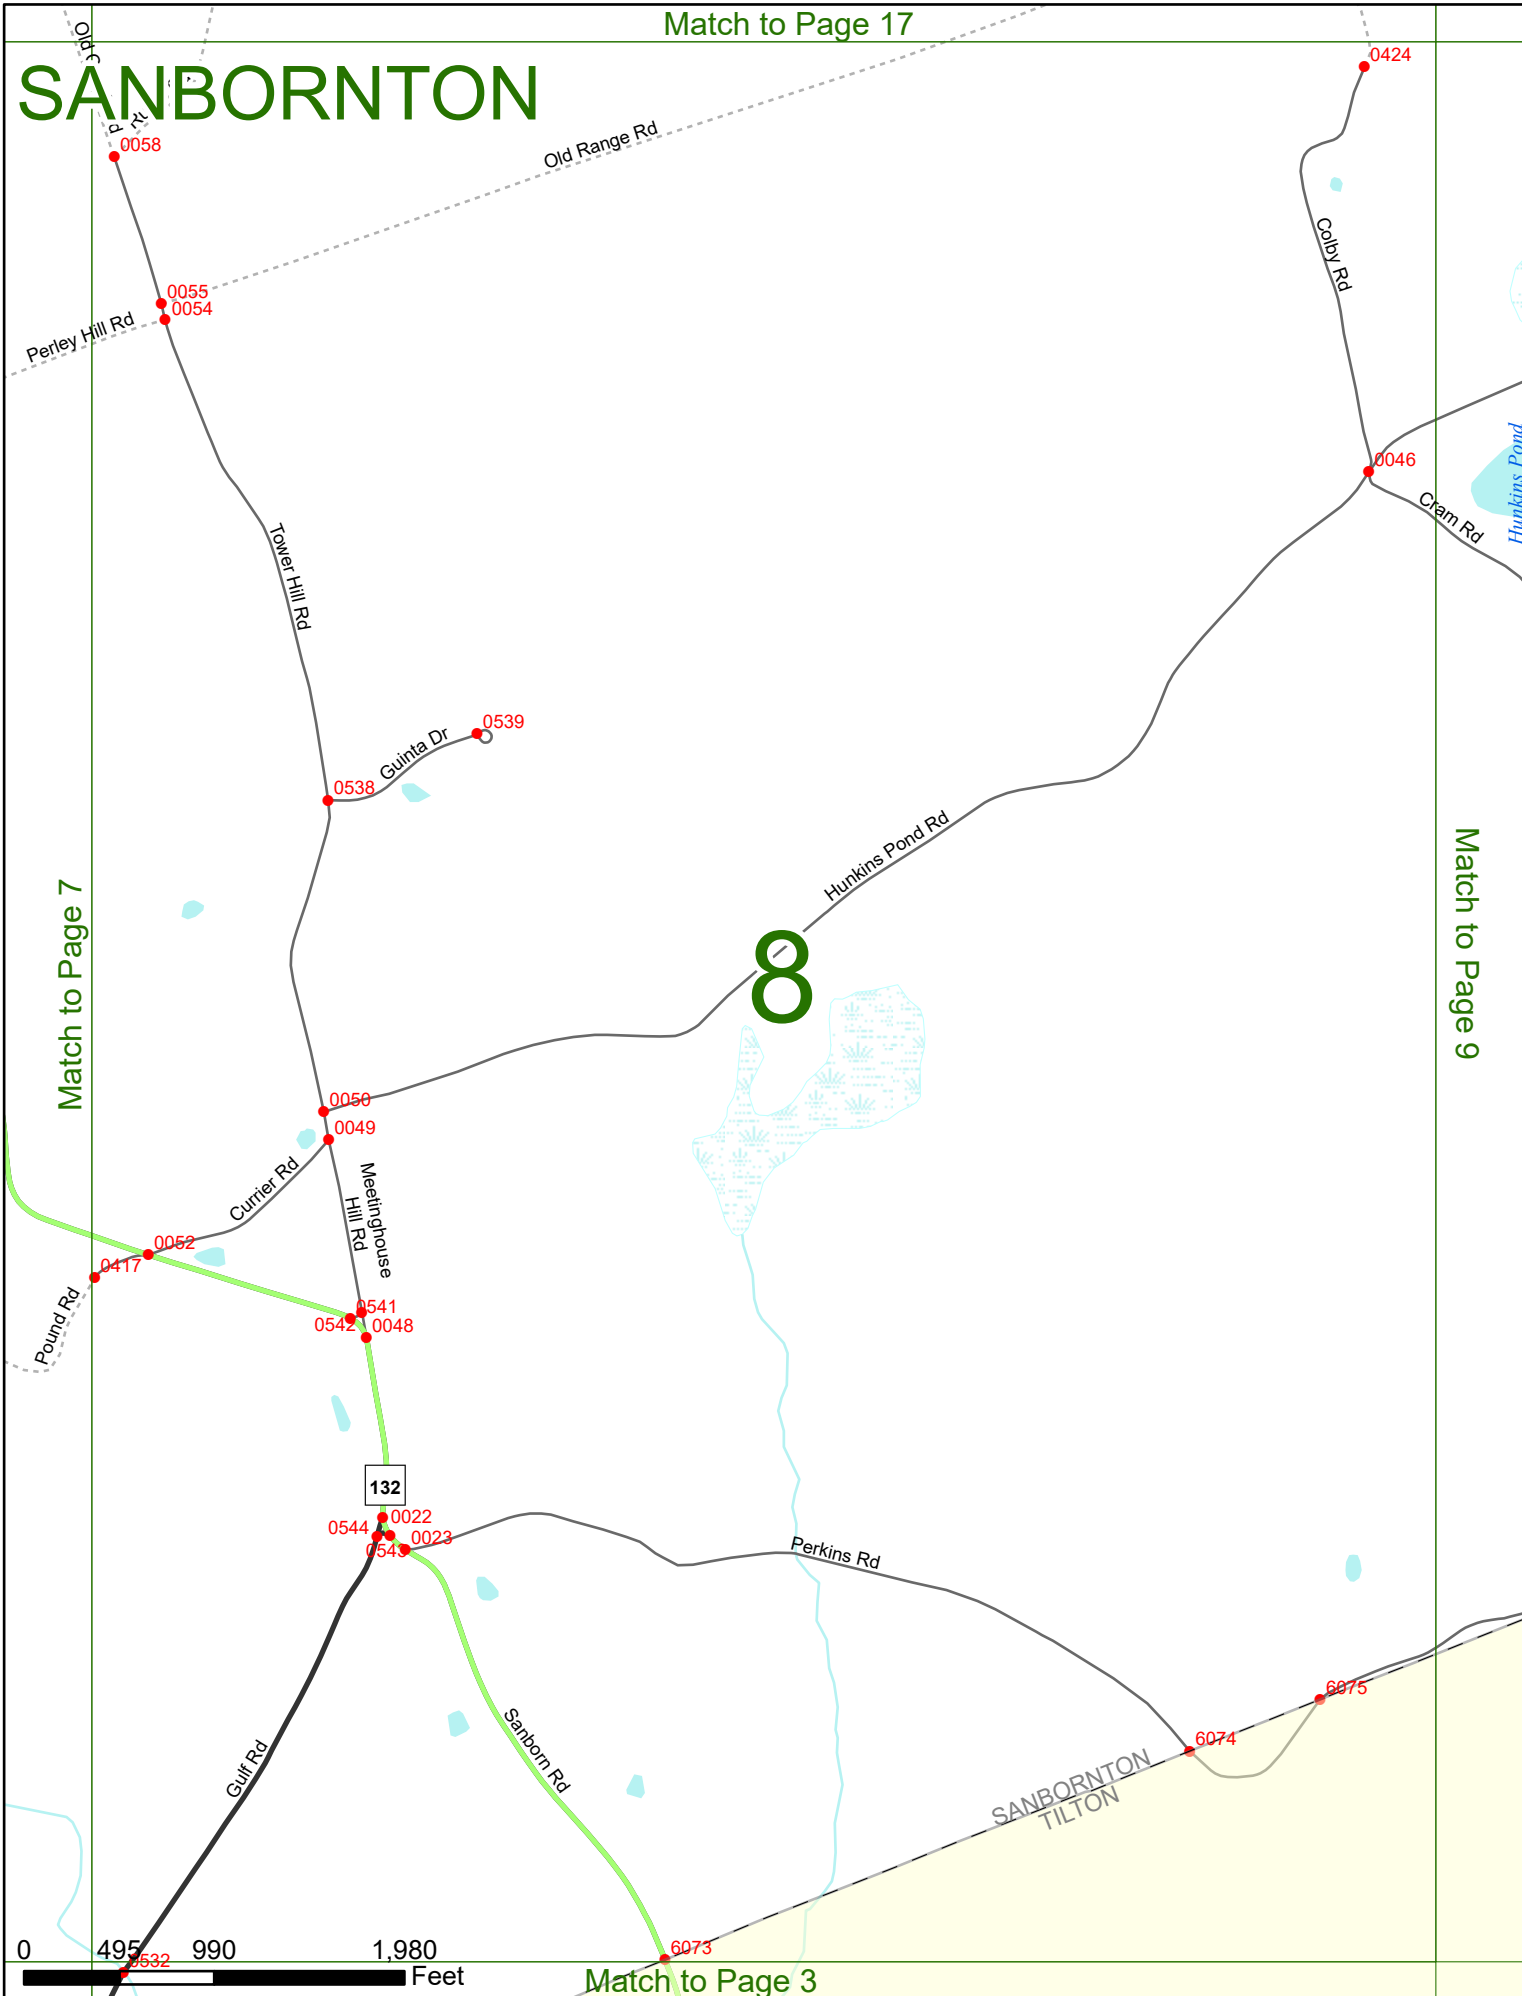 Match to Page 17
SANBORNTON
Old
0424
0058
Old Range Rd
Colby Rd
0055
0054
Perley Hill Rd
0046
Hunkins Pond
Cram Rd
Tower Hill Rd
0539
Guinta Dr
0538
Hunkins Pond Rd
Match to Page 7
Match to Page 9
8
0050
0049
Currier Rd
Meetinghouse
Hill Rd
0052
0417
Pound Rd
0541
0542
0048
132
0022
0544
0543
0023
Perkins Rd
6075
6074
Sanborn Rd
Gulf Rd
SANBORNTON
TILTON
0
495
990
1,980
Feet
0532
6073
Match to Page 3